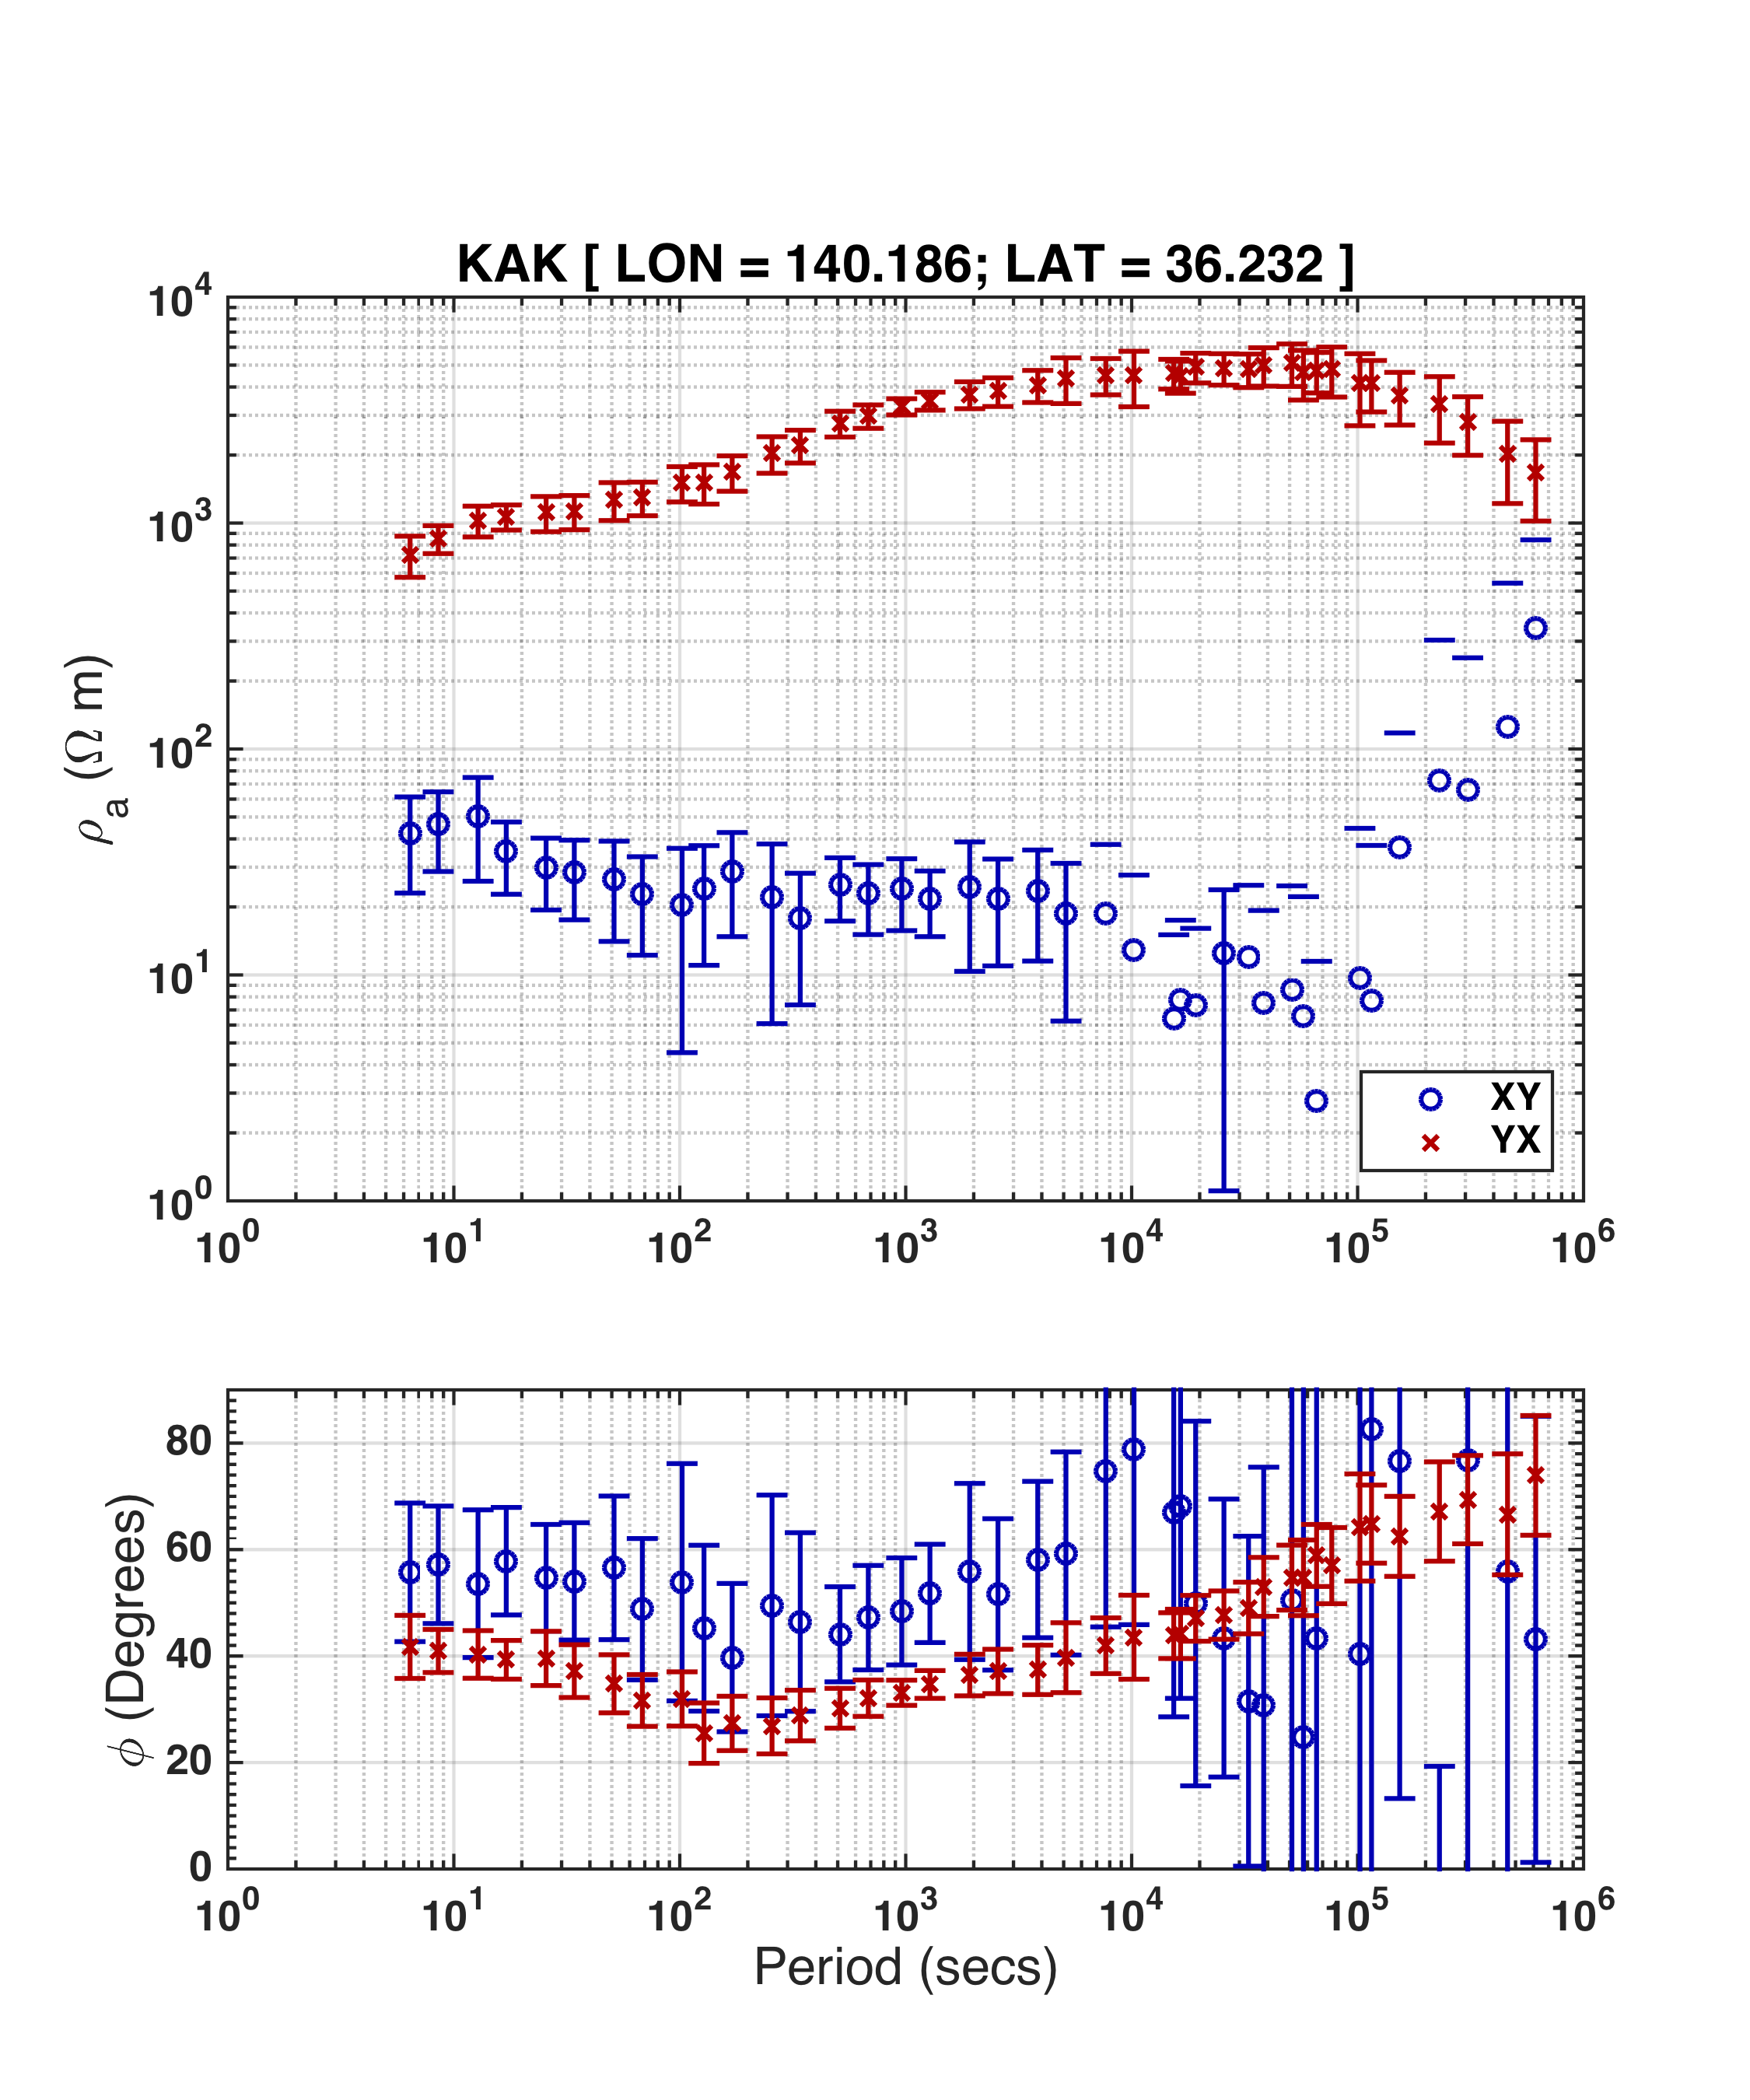 KAK [ LON = 140.186; LAT = 36.232 ]
10^4
10^3
10^2
10^1
10^0
ρ_a (Ω m)
XY
YX
10^0 10^1 10^2 10^3 10^4 10^5 10^6
80
60
40
20
0
ϕ (Degrees)
10^0 10^1 10^2 10^3 10^4 10^5 10^6
Period (secs)